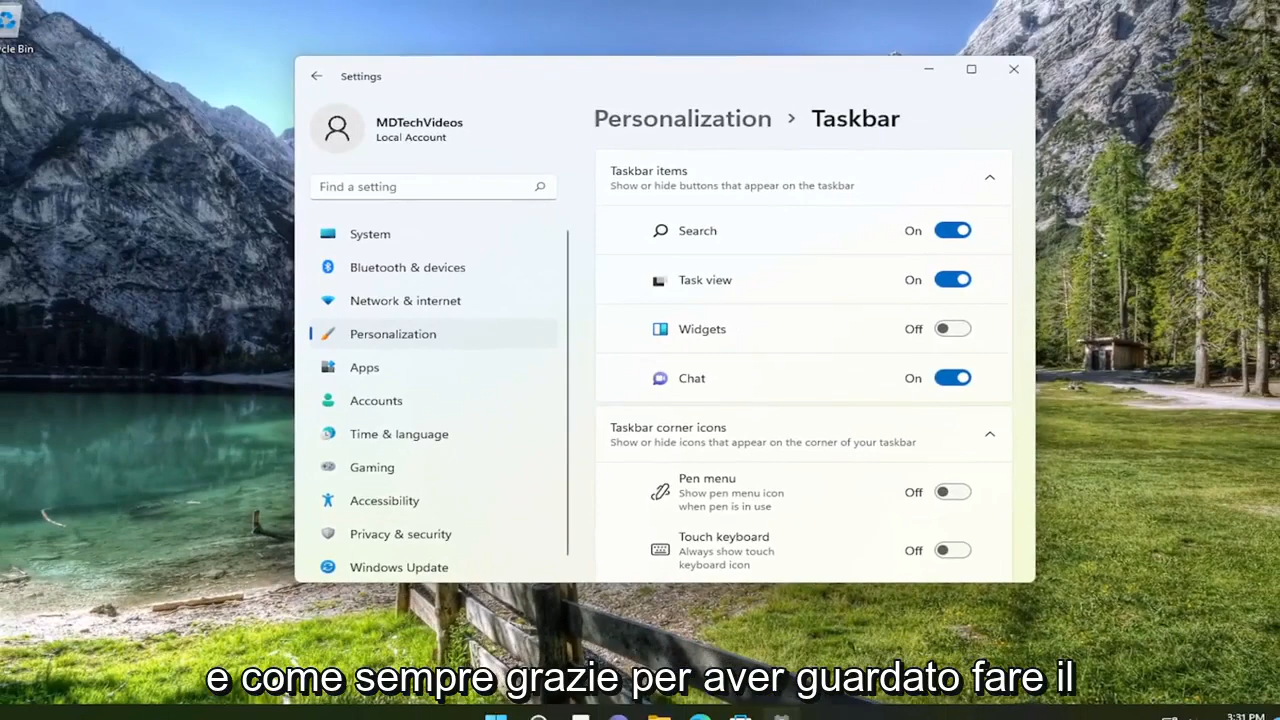 cle Bin
Settings
MDTechVideos
Local Account
Find a setting
System
Bluetooth & devices
Network & internet
Personalization
Apps
Accounts
Time & language
Gaming
Accessibility
Privacy & security
Windows Update
Personalization > Taskbar
Taskbar items
Show or hide buttons that appear on the taskbar
Search On
Task view On
Widgets Off
Chat On
Taskbar corner icons
Show or hide icons that appear on the corner of your taskbar
Pen menu
Show pen menu icon
when pen is in use
Off
Touch keyboard
Always show touch
keyboard icon
Off
e come sempre grazie per aver guardato fare il
3:31 PM